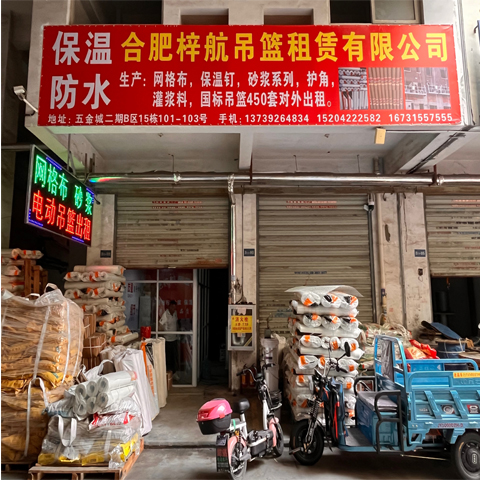 保温
防水
合肥梓航吊篮租赁有限公司
生产：网格布，保温钉，砂浆系列，护角，
灌浆料，国标吊篮450套对外出租。
地址：五金城二期B区15栋101-103号 手机：13739264834 15204222582 16731557555
网格布 砂浆
电动吊篮出租